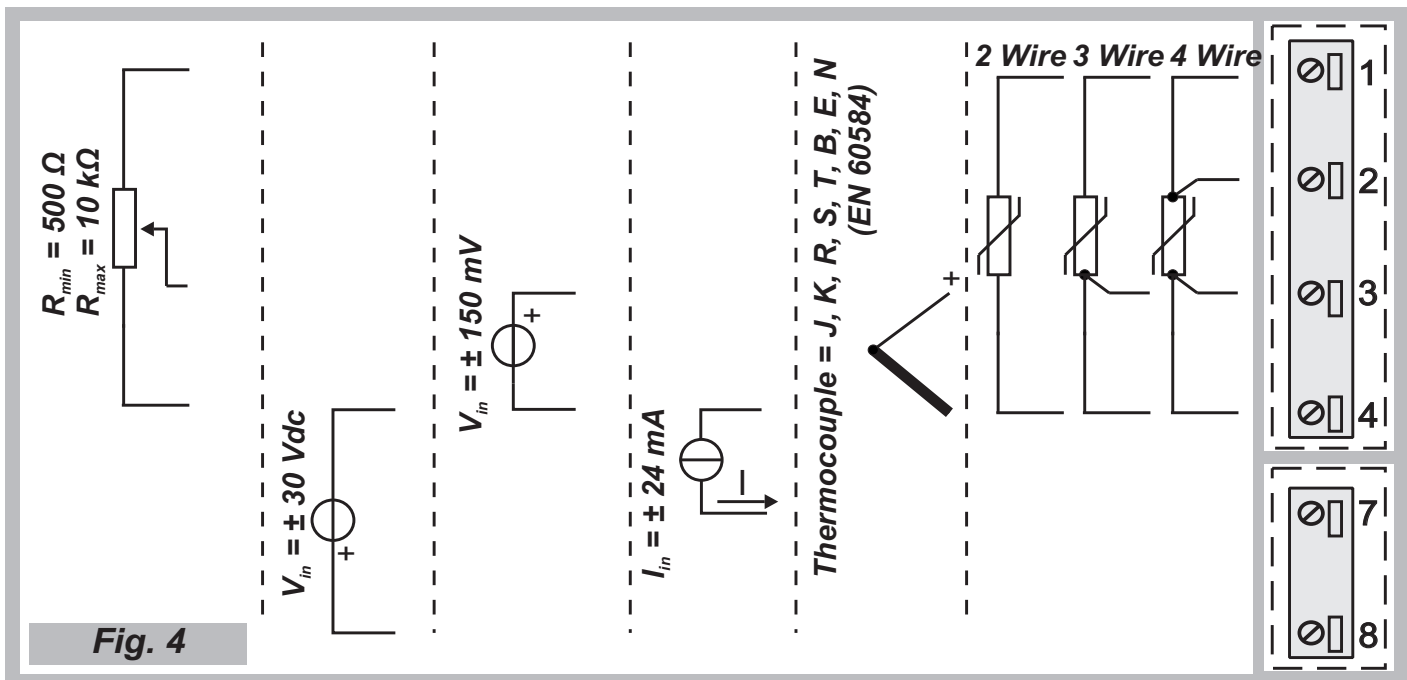 R_min = 500 Ω
R_max = 10 kΩ
V_in = ± 30 Vdc
+
V_in = ± 150 mV
+
I_in = ± 24 mA
I
Thermocouple = J, K, R, S, T, B, E, N
(EN 60584)
+
2 Wire 3 Wire 4 Wire
1
2
3
4
7
8
Fig. 4